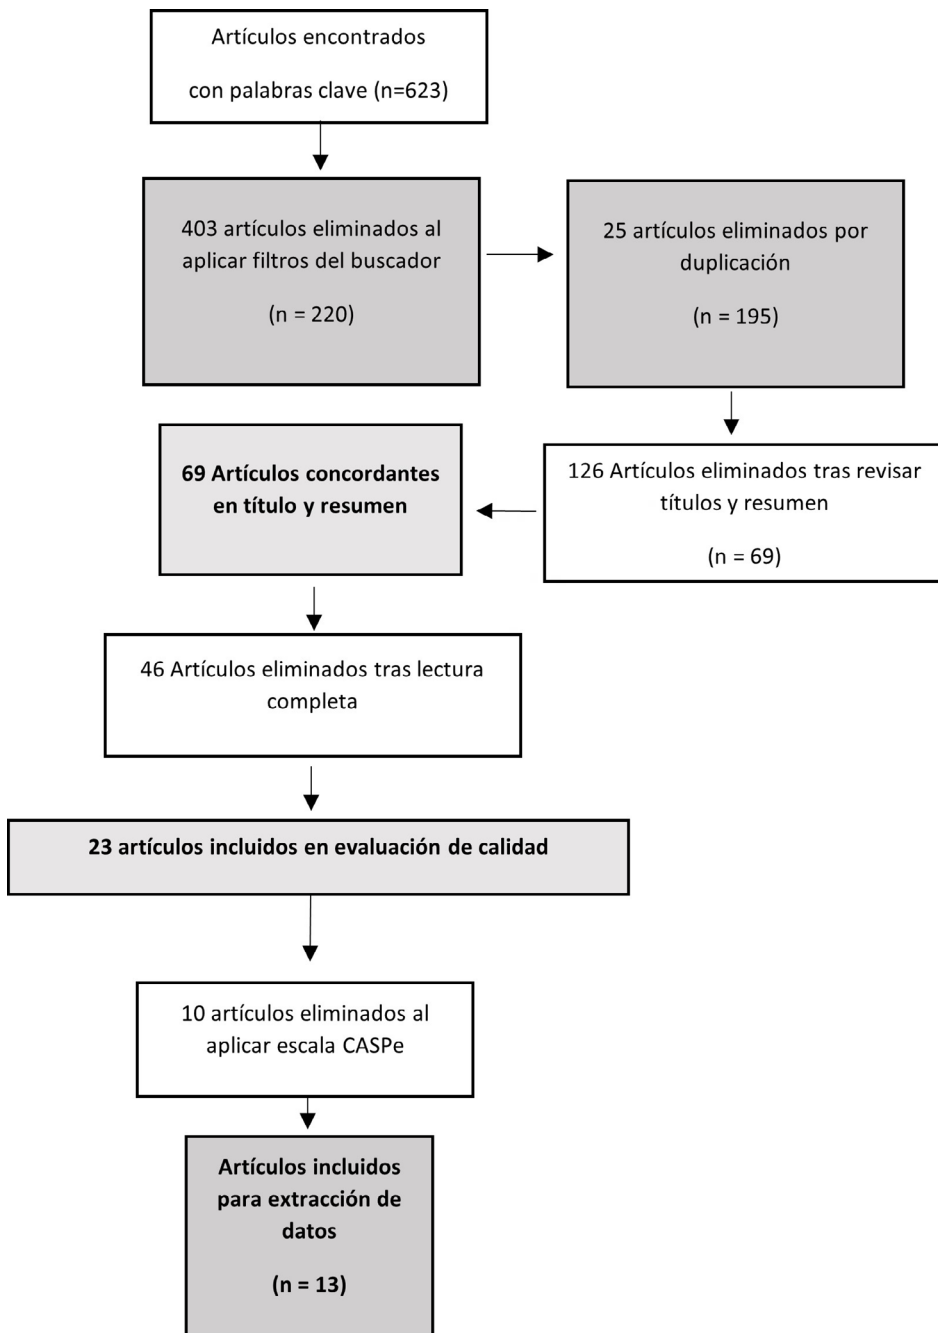 Artículos encontrados
con palabras clave (n=623)
403 artículos eliminados al
aplicar filtros del buscador
(n = 220)
25 artículos eliminados por
duplicación
(n = 195)
126 Artículos eliminados tras revisar
títulos y resumen
(n = 69)
69 Artículos concordantes
en título y resumen
46 Artículos eliminados tras lectura
completa
23 artículos incluidos en evaluación de calidad
10 artículos eliminados al
aplicar escala CASPe
Artículos incluidos
para extracción de
datos
(n = 13)